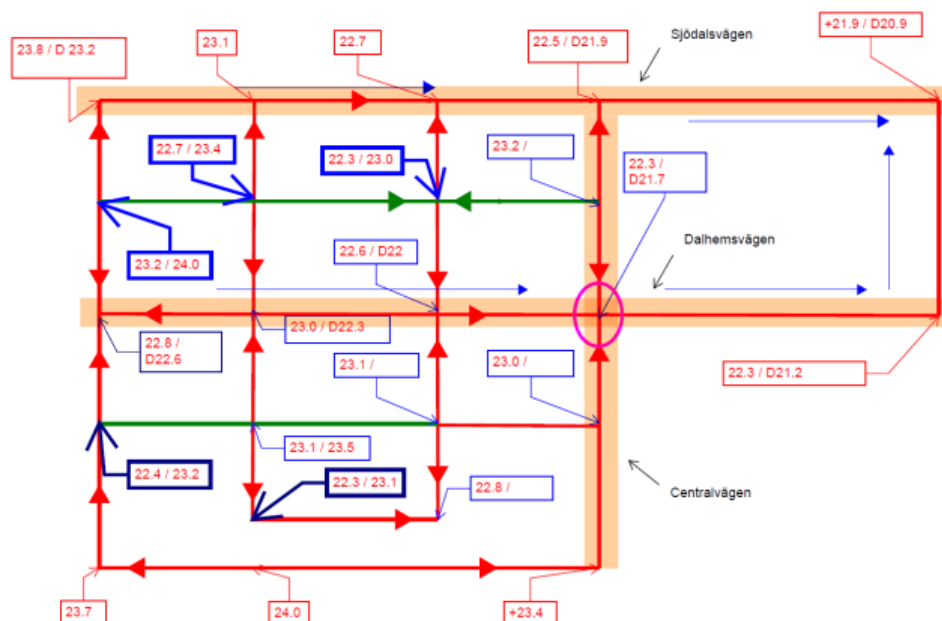 23.8 / D 23.2
23.1
22.7
22.5 / D21.9
Sjödalsvägen
+21.9 / D20.9
22.7 / 23.4
22.3 / 23.0
23.2 /
22.3 /
D21.7
23.2 / 24.0
22.6 / D22
Dalhemsvägen
22.8 /
D22.6
23.0 / D22.3
23.1 /
23.0 /
22.3 / D21.2
23.1 / 23.5
22.4 / 23.2
22.3 / 23.1
22.8 /
Centralvägen
23.7
24.0
+23.4